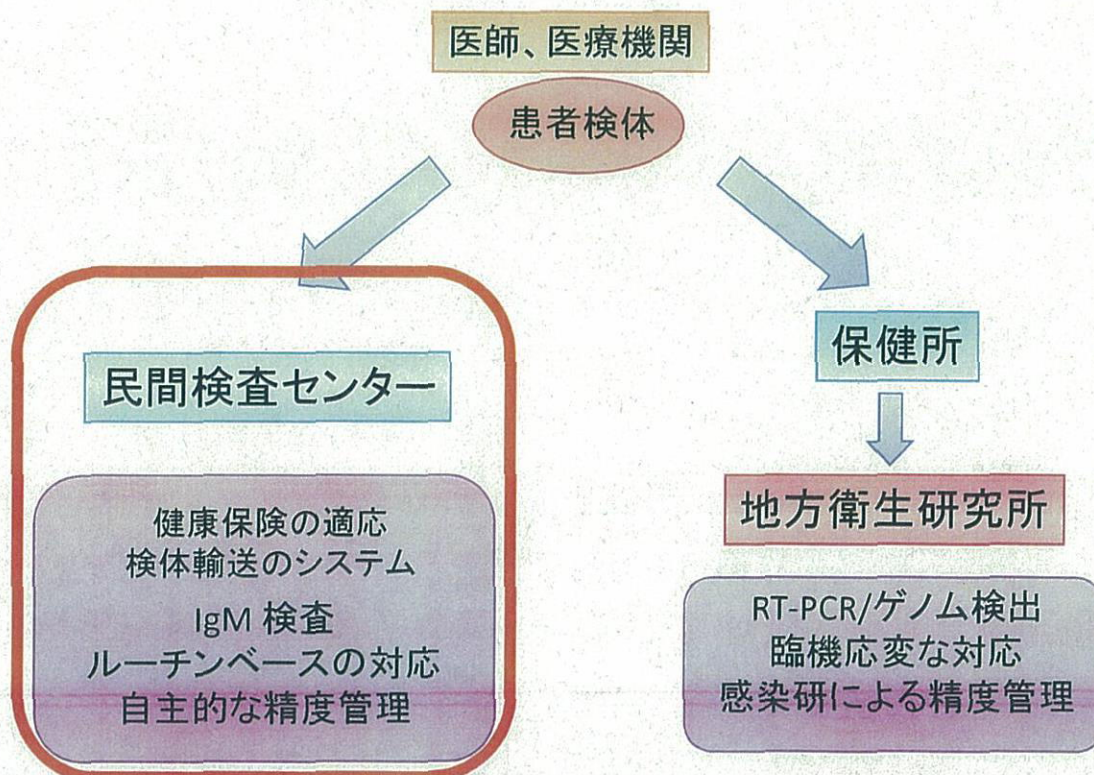 医師、医療機関
患者検体
民間検査センター
健康保険の適応
検体輸送のシステム
IgM 検査
ルーチンベースの対応
自主的な精度管理
保健所
地方衛生研究所
RT-PCR/ゲノム検出
臨機応変な対応
感染研による精度管理